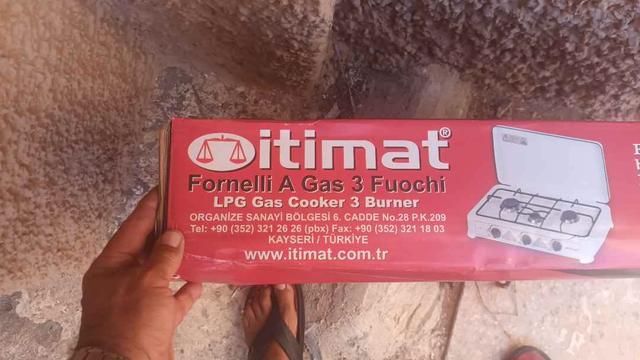 itimat®
Fornelli A Gas 3 Fuochi
LPG Gas Cooker 3 Burner
ORGANİZE SANAYİ BÖLGESİ 6. CADDE No.28 P.K.209
Tel: +90 (352) 321 26 26 (pbx) Fax: +90 (352) 321 18 03
KAYSERİ / TÜRKİYE
www.itimat.com.tr